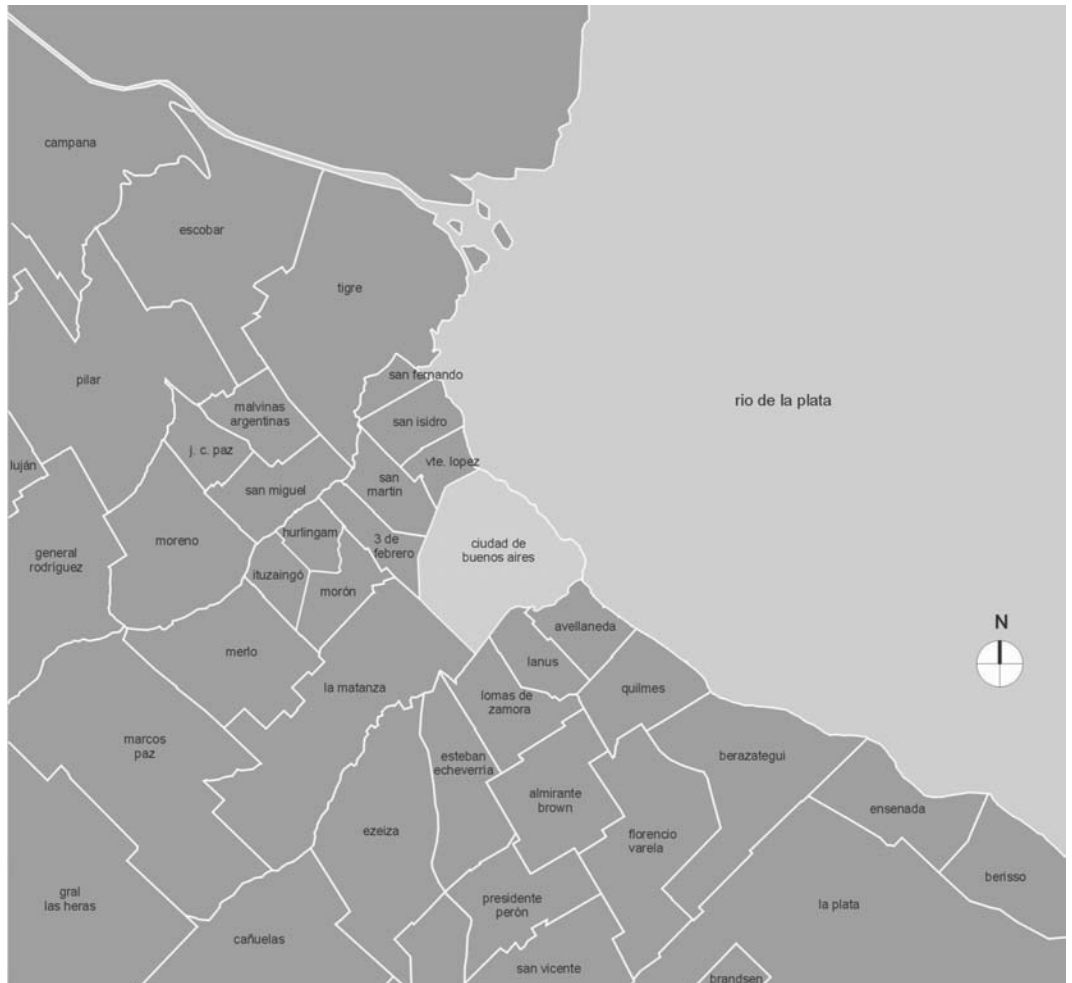 campana
escobar
tigre
pilar
san fernando
malvinas
argentinas
san isidro
rio de la plata
j. c. paz
vte. lopez
luján
san miguel
san
martin
hurlingam
moreno
3 de
febrero
ciudad de
buenos aires
general
rodríguez
ituzaingó
morón
avellaneda
N
merlo
lanus
la matanza
quilmes
lomas de
zamora
marcos
paz
esteban
echeverría
berazategui
almirante
brown
ensenada
ezeiza
florencio
varela
berisso
gral
las heras
presidente
perón
la plata
cañuelas
san vicente
brandsen